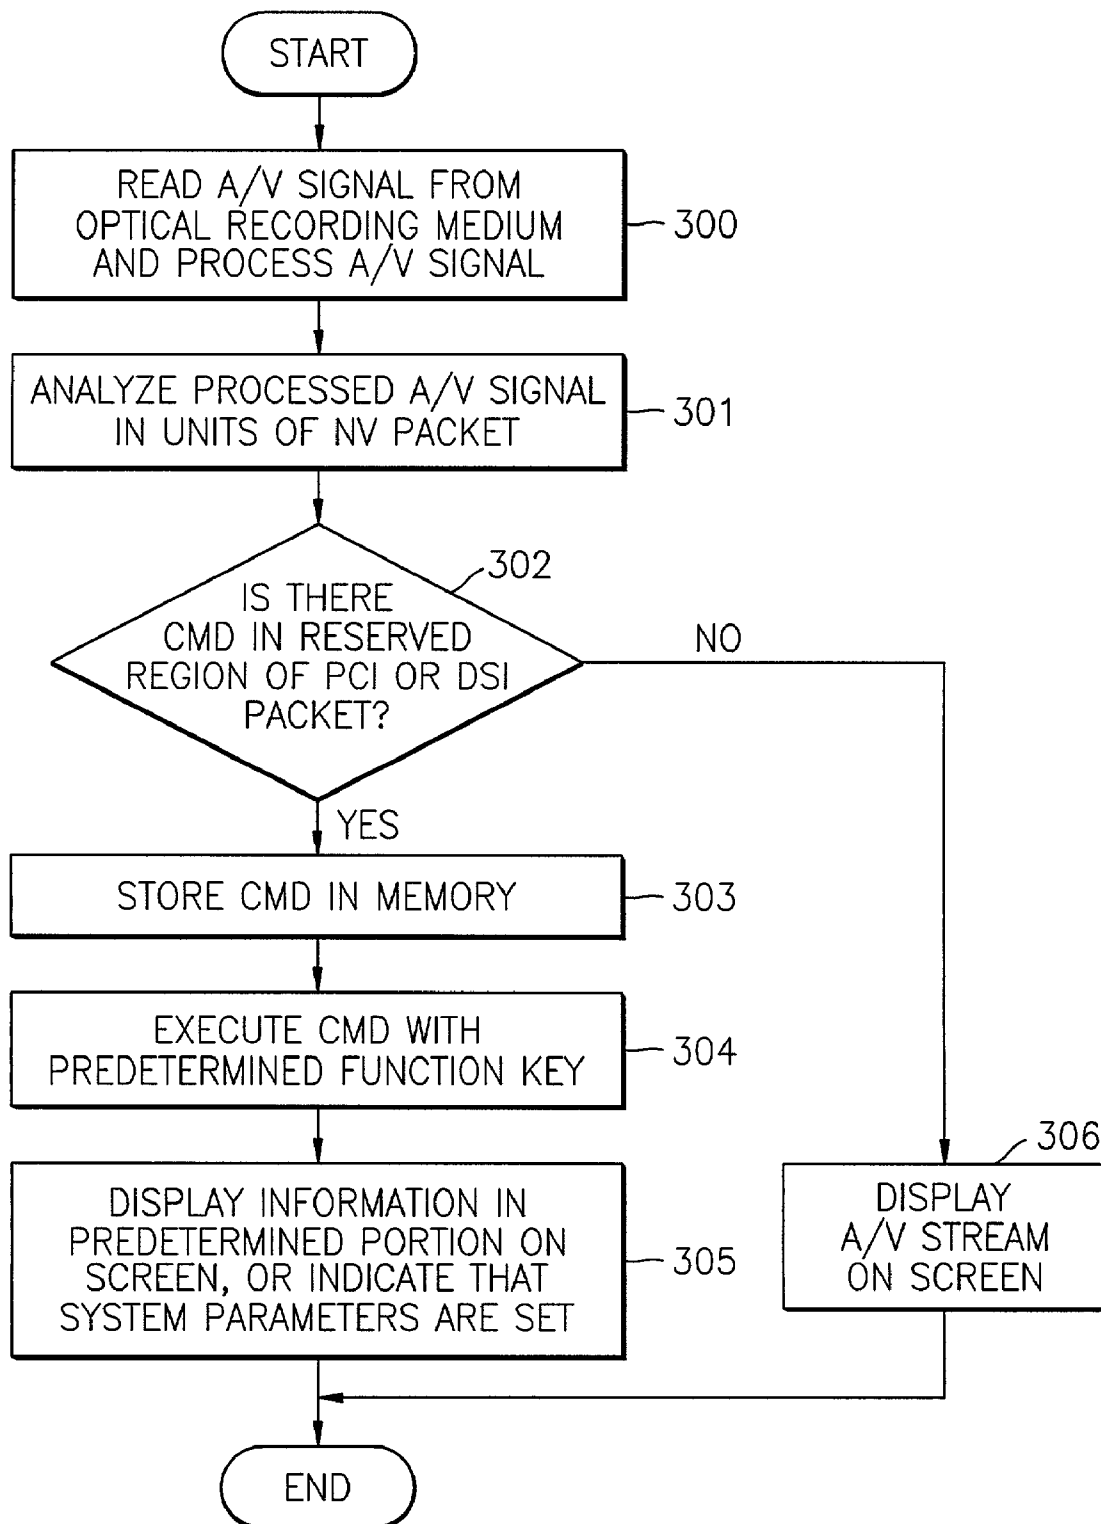 START
READ A/V SIGNAL FROM
OPTICAL RECORDING MEDIUM
AND PROCESS A/V SIGNAL
300
ANALYZE PROCESSED A/V SIGNAL
IN UNITS OF NV PACKET
301
302
IS THERE
CMD IN RESERVED
REGION OF PCI OR DSI
PACKET?
NO
YES
STORE CMD IN MEMORY
303
EXECUTE CMD WITH
PREDETERMINED FUNCTION KEY
304
DISPLAY INFORMATION IN
PREDETERMINED PORTION ON
SCREEN, OR INDICATE THAT
SYSTEM PARAMETERS ARE SET
305
306
DISPLAY
A/V STREAM
ON SCREEN
END